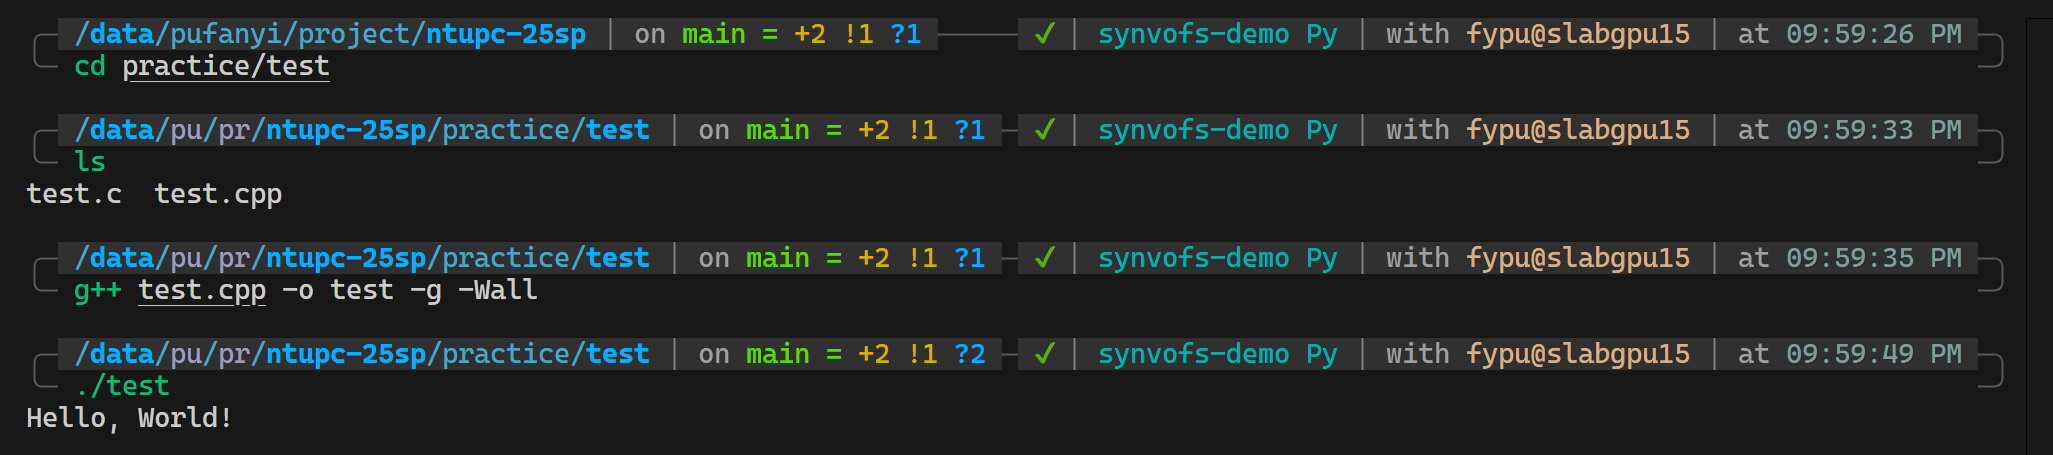 /data/pufanyi/project/ntupc-25sp | on main = +2 !1 ?1 ✓ | synvofs-demo Py | with fypu@slabgpu15 | at 09:59:26 PM
cd practice/test
/data/pu/pr/ntupc-25sp/practice/test | on main = +2 !1 ?1 ✓ | synvofs-demo Py | with fypu@slabgpu15 | at 09:59:33 PM
ls
test.c  test.cpp
/data/pu/pr/ntupc-25sp/practice/test | on main = +2 !1 ?1 ✓ | synvofs-demo Py | with fypu@slabgpu15 | at 09:59:35 PM
g++ test.cpp -o test -g -Wall
/data/pu/pr/ntupc-25sp/practice/test | on main = +2 !1 ?2 ✓ | synvofs-demo Py | with fypu@slabgpu15 | at 09:59:49 PM
./test
Hello, World!